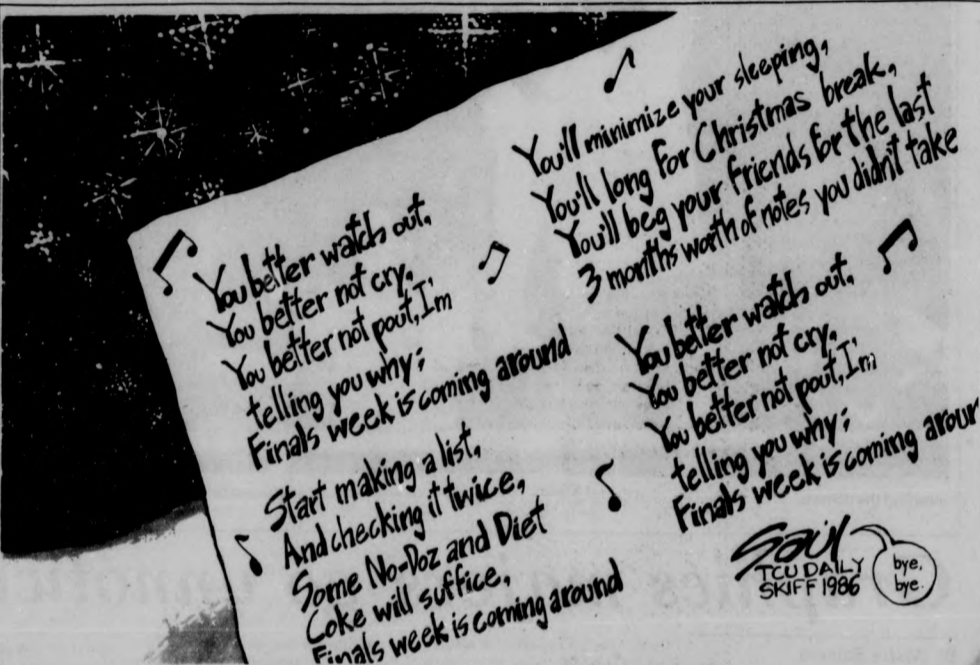 You better watch out,
You better not cry,
You better not pout, I'm
telling you why;
Finals week is coming around
Start making a list,
And checking it twice,
Some No-Doz and Diet
Coke will suffice,
Finals week is coming around
You'll minimize your sleeping,
You'll long for Christmas break,
You'll beg your friends for the last
3 months worth of notes you didn't take
You better watch out,
You better not cry,
You better not pout, I'm
telling you why;
Finals week is coming aroun
Saul
TCU DAILY
SKIFF 1986
bye,
bye.